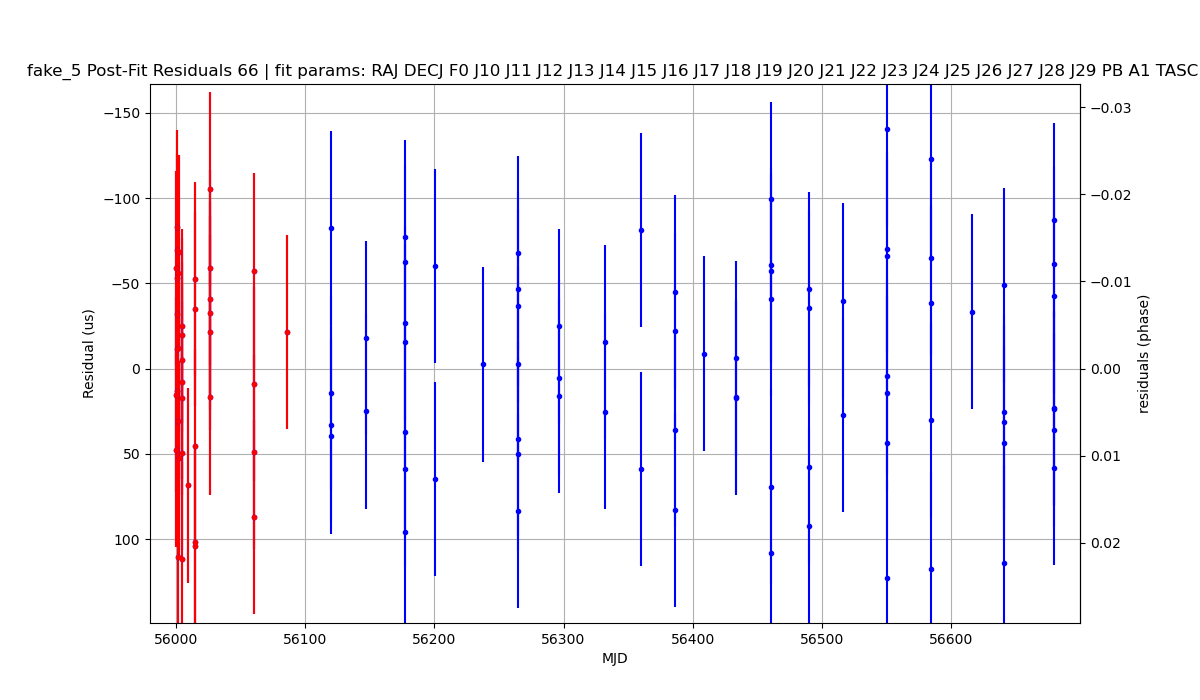 fake_5 Post-Fit Residuals 66 | fit params: RAJ DECJ F0 J10 J11 J12 J13 J14 J15 J16 J17 J18 J19 J20 J21 J22 J23 J24 J25 J26 J27 J28 J29 PB A1 TASC
−150
−100
−50
0
50
100
Residual (us)
−0.03
−0.02
−0.01
0.00
0.01
0.02
residuals (phase)
56000 56100 56200 56300 56400 56500 56600
MJD